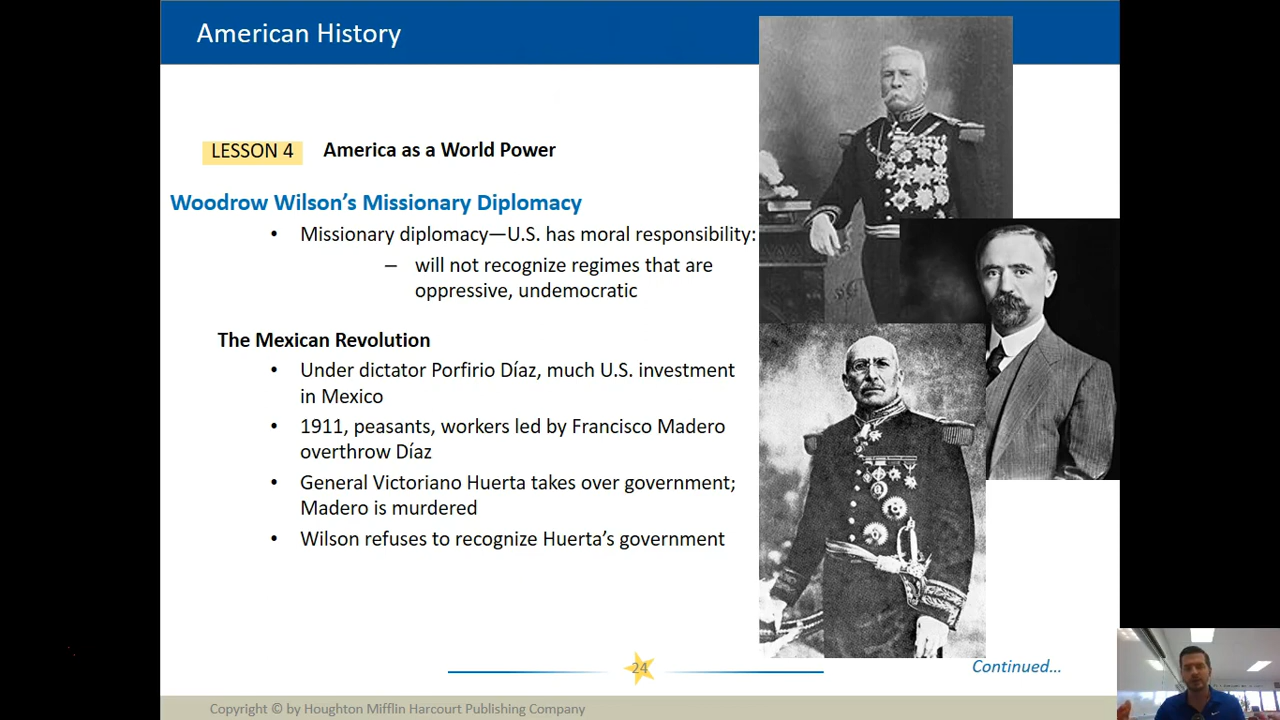 American History
LESSON 4 America as a World Power
Woodrow Wilson's Missionary Diplomacy
• Missionary diplomacy—U.S. has moral responsibility:
– will not recognize regimes that are
oppressive, undemocratic
The Mexican Revolution
• Under dictator Porfirio Díaz, much U.S. investment
in Mexico
• 1911, peasants, workers led by Francisco Madero
overthrow Díaz
• General Victoriano Huerta takes over government;
Madero is murdered
• Wilson refuses to recognize Huerta's government
24
Continued...
Copyright © by Houghton Mifflin Harcourt Publishing Company